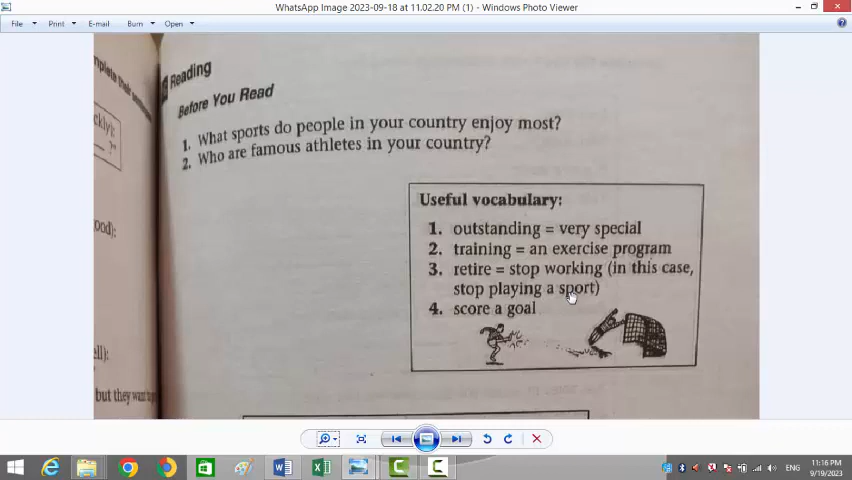 WhatsApp Image 2023-09-18 at 11.02.20 PM (1) - Windows Photo Viewer
File Print E-mail Burn Open
Reading
Before You Read
1. What sports do people in your country enjoy most?
2. Who are famous athletes in your country?
Useful vocabulary:
1. outstanding = very special
2. training = an exercise program
3. retire = stop working (in this case,
stop playing a sport)
4. score a goal
ood):
ell):
but they want
ENG
11:16 PM
9/19/2023